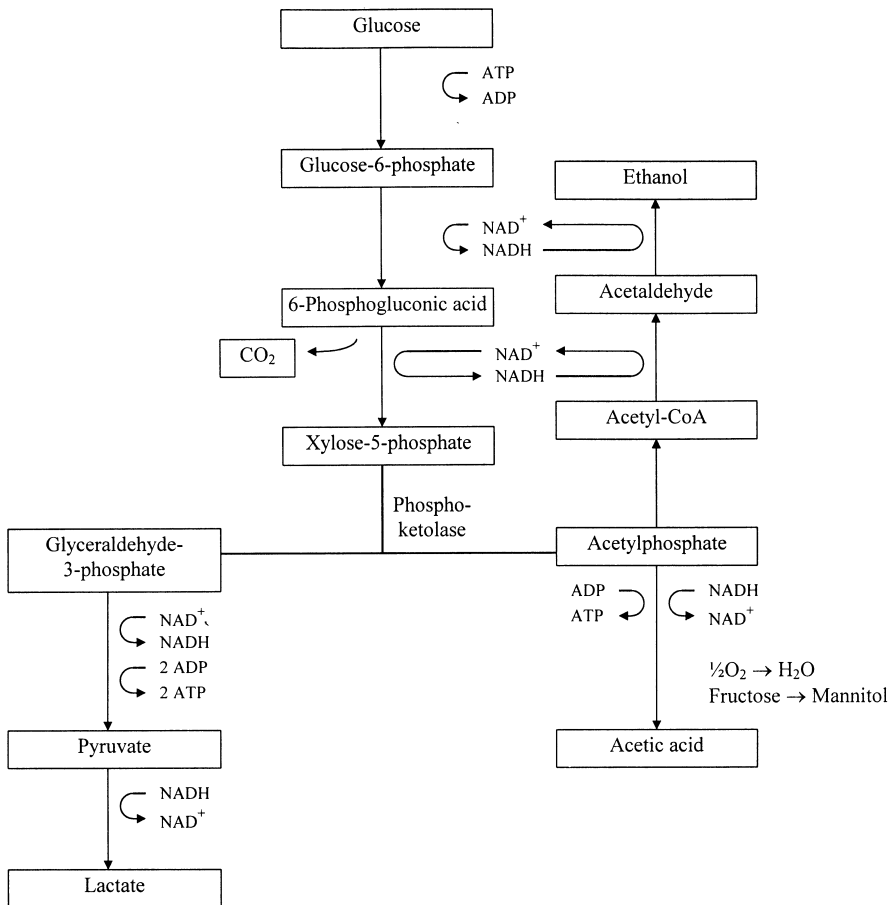 Glucose
ATP
ADP
Glucose-6-phosphate
Ethanol
NAD+
NADH
6-Phosphogluconic acid
Acetaldehyde
CO2
NAD+
NADH
Xylose-5-phosphate
Acetyl-CoA
Phospho-
ketolase
Glyceraldehyde-
3-phosphate
Acetylphosphate
NAD+
NADH
2 ADP
2 ATP
ADP
ATP
NADH
NAD+
½O2 → H2O
Fructose → Mannitol
Pyruvate
Acetic acid
NADH
NAD+
Lactate